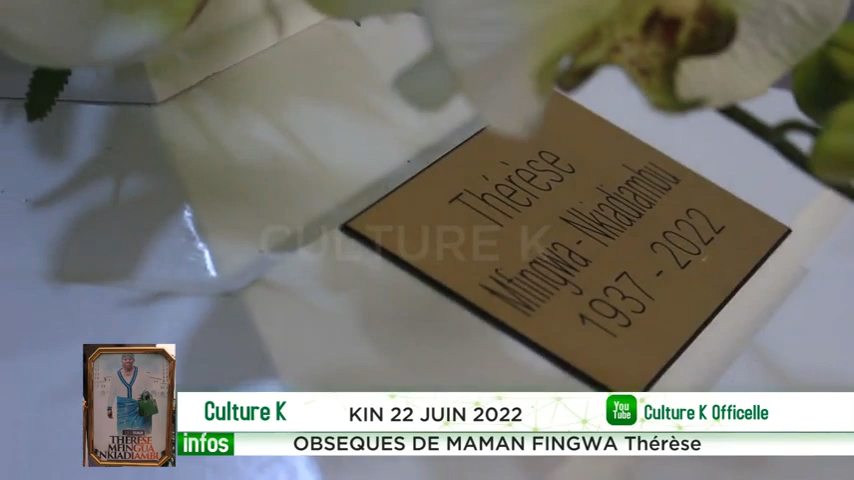 Thérèse
Mfingwa - Nkiadiambu
1937 - 2022
CULTURE K
THERESE
MFINGUA
NKIADIAMBU
Culture K
KIN 22 JUIN 2022
You
Tube
Culture K Officelle
infos
OBSEQUES DE MAMAN FINGWA Thérèse